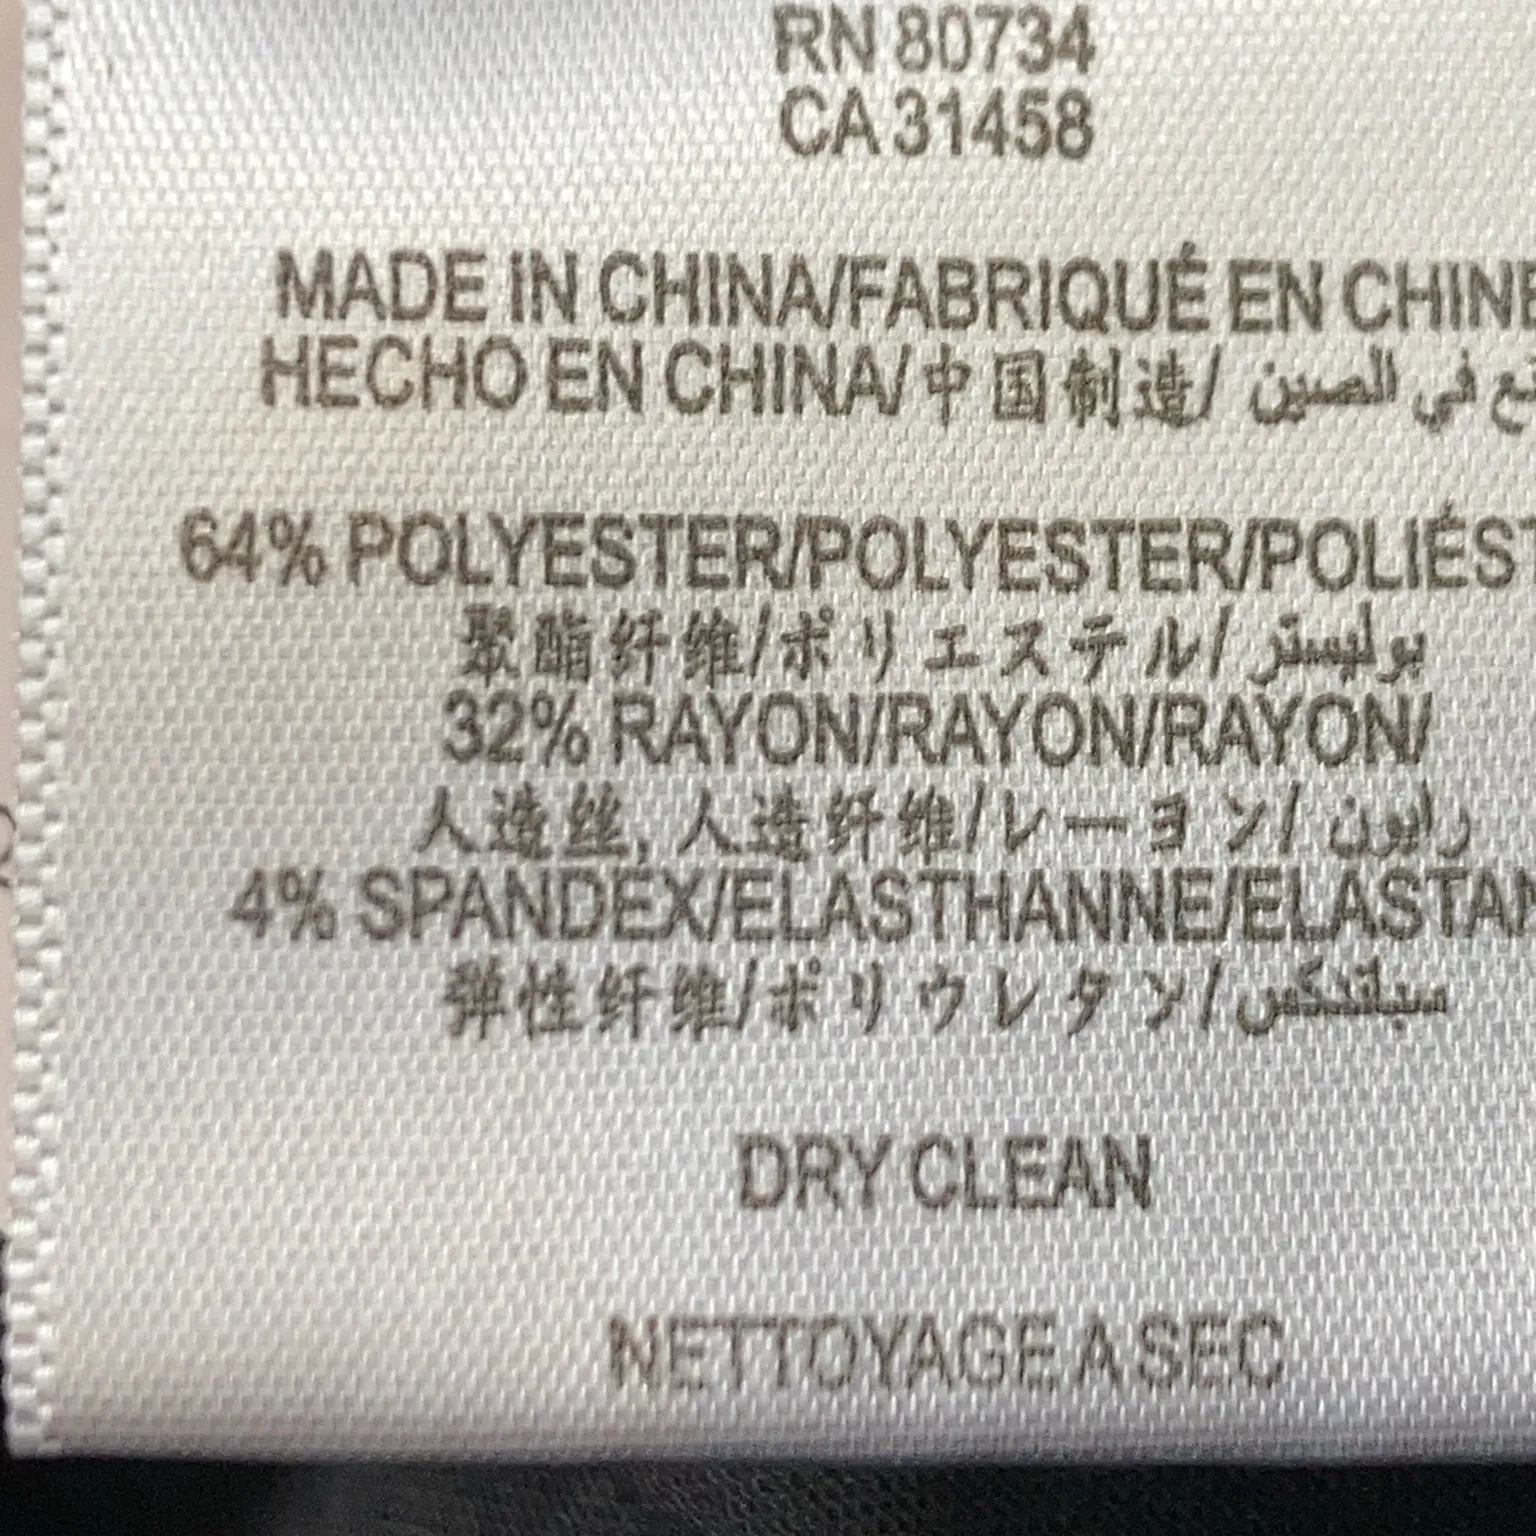 RN 80734
CA 31458
MADE IN CHINA/FABRIQUÉ EN CHINE
HECHO EN CHINA/中国制造/ في الصين
64% POLYESTER/POLYESTER/POLIÉST
聚酯纤维/ポリエステル/بوليستر
32% RAYON/RAYON/RAYON/
人造丝, 人造纤维/レーヨン/رايون
4% SPANDEX/ELASTHANNE/ELASTAN
弹性纤维/ポリウレタン/سباندكس
DRY CLEAN
NETTOYAGE A SEC